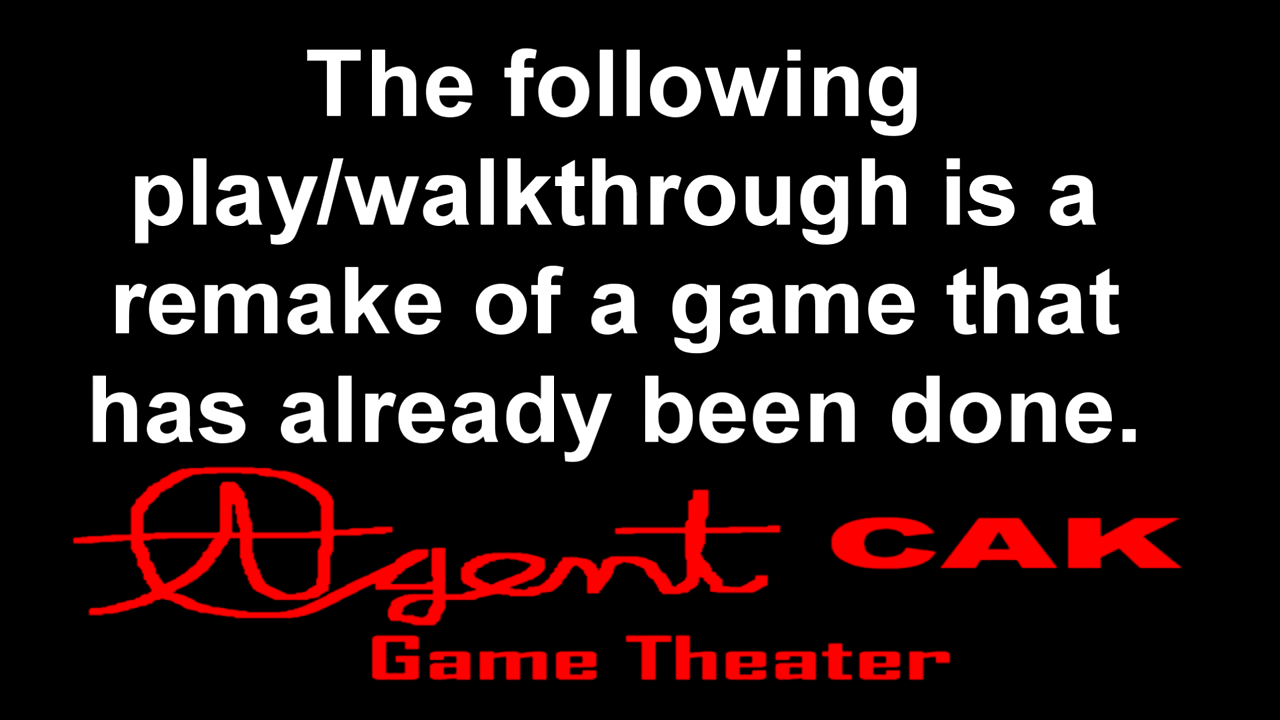 The following
play/walkthrough is a
remake of a game that
has already been done.
Agent CAK
Game Theater